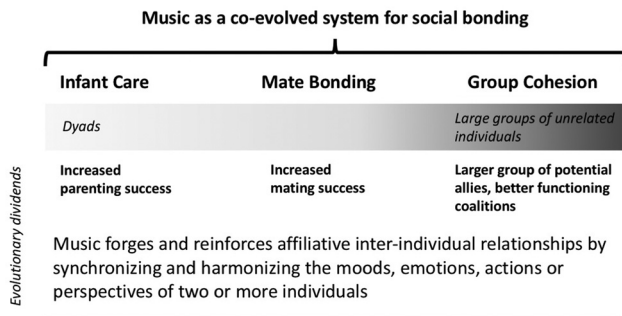 Music as a co-evolved system for social bonding
Infant Care
Mate Bonding
Group Cohesion
Dyads
Large groups of unrelated
individuals
Increased
parenting success
Increased
mating success
Larger group of potential
allies, better functioning
coalitions
Evolutionary dividends
Music forges and reinforces affiliative inter-individual relationships by
synchronizing and harmonizing the moods, emotions, actions or
perspectives of two or more individuals